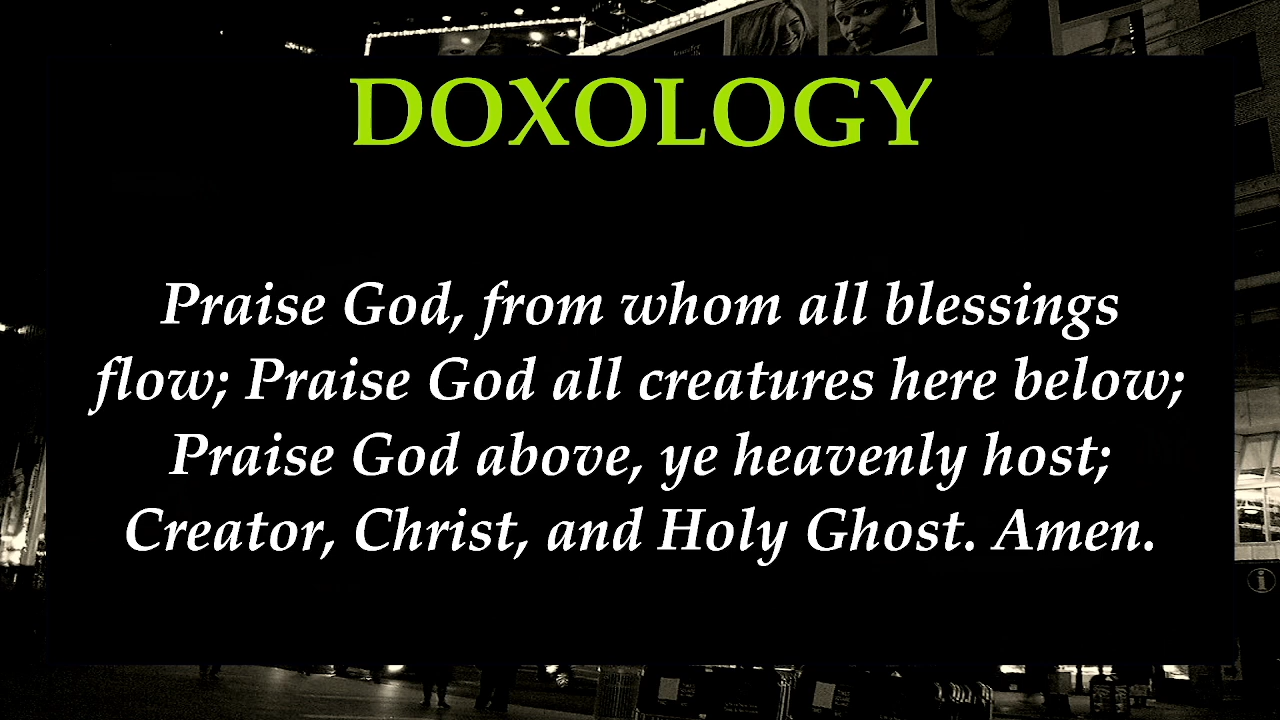 DOXOLOGY
Praise God, from whom all blessings
flow; Praise God all creatures here below;
Praise God above, ye heavenly host;
Creator, Christ, and Holy Ghost. Amen.
i